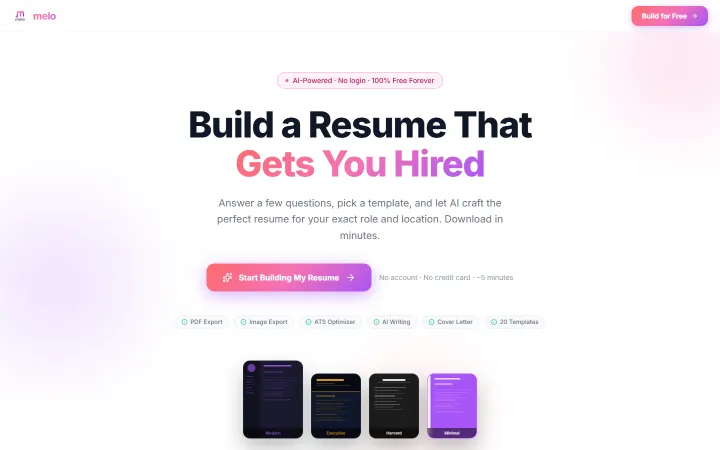 melo
melo
Build for Free
AI-Powered · No login · 100% Free Forever
Build a Resume That
Gets You Hired
Answer a few questions, pick a template, and let AI craft the
perfect resume for your exact role and location. Download in
minutes.
Start Building My Resume
No account · No credit card · ~5 minutes
PDF Export
Image Export
ATS Optimizer
AI Writing
Cover Letter
20 Templates
Modern
Executive
Harvard
Minimal